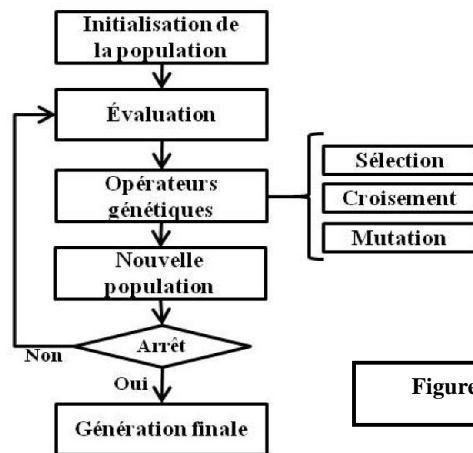 Initialisation de
la population
Évaluation
Opérateurs
génétiques
Sélection
Croisement
Mutation
Nouvelle
population
Arrêt
Non
Oui
Génération finale
Figure